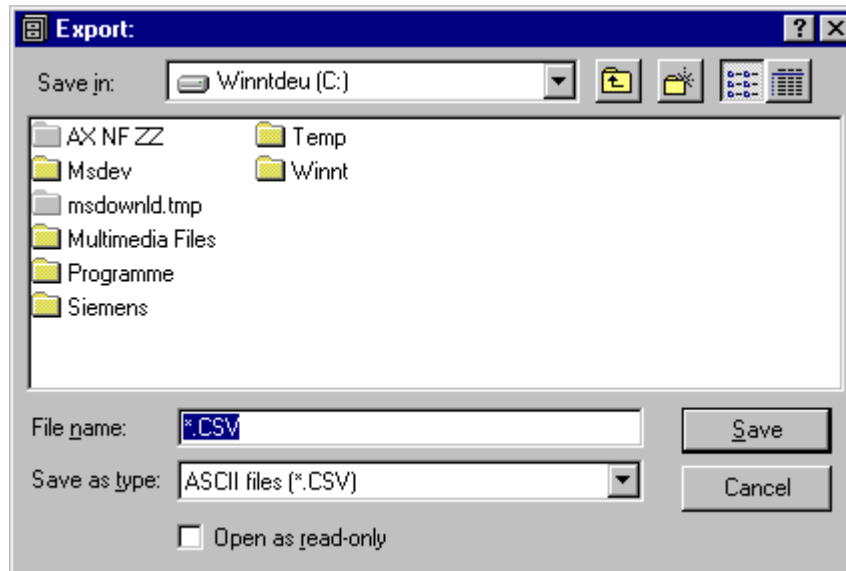 Export:
Save in: Winntdeu (C:)
AX NF ZZ
Msdev
msdownld.tmp
Multimedia Files
Programme
Siemens
Temp
Winnt
File name: *.CSV Save
Save as type: ASCII files (*.CSV) Cancel
Open as read-only